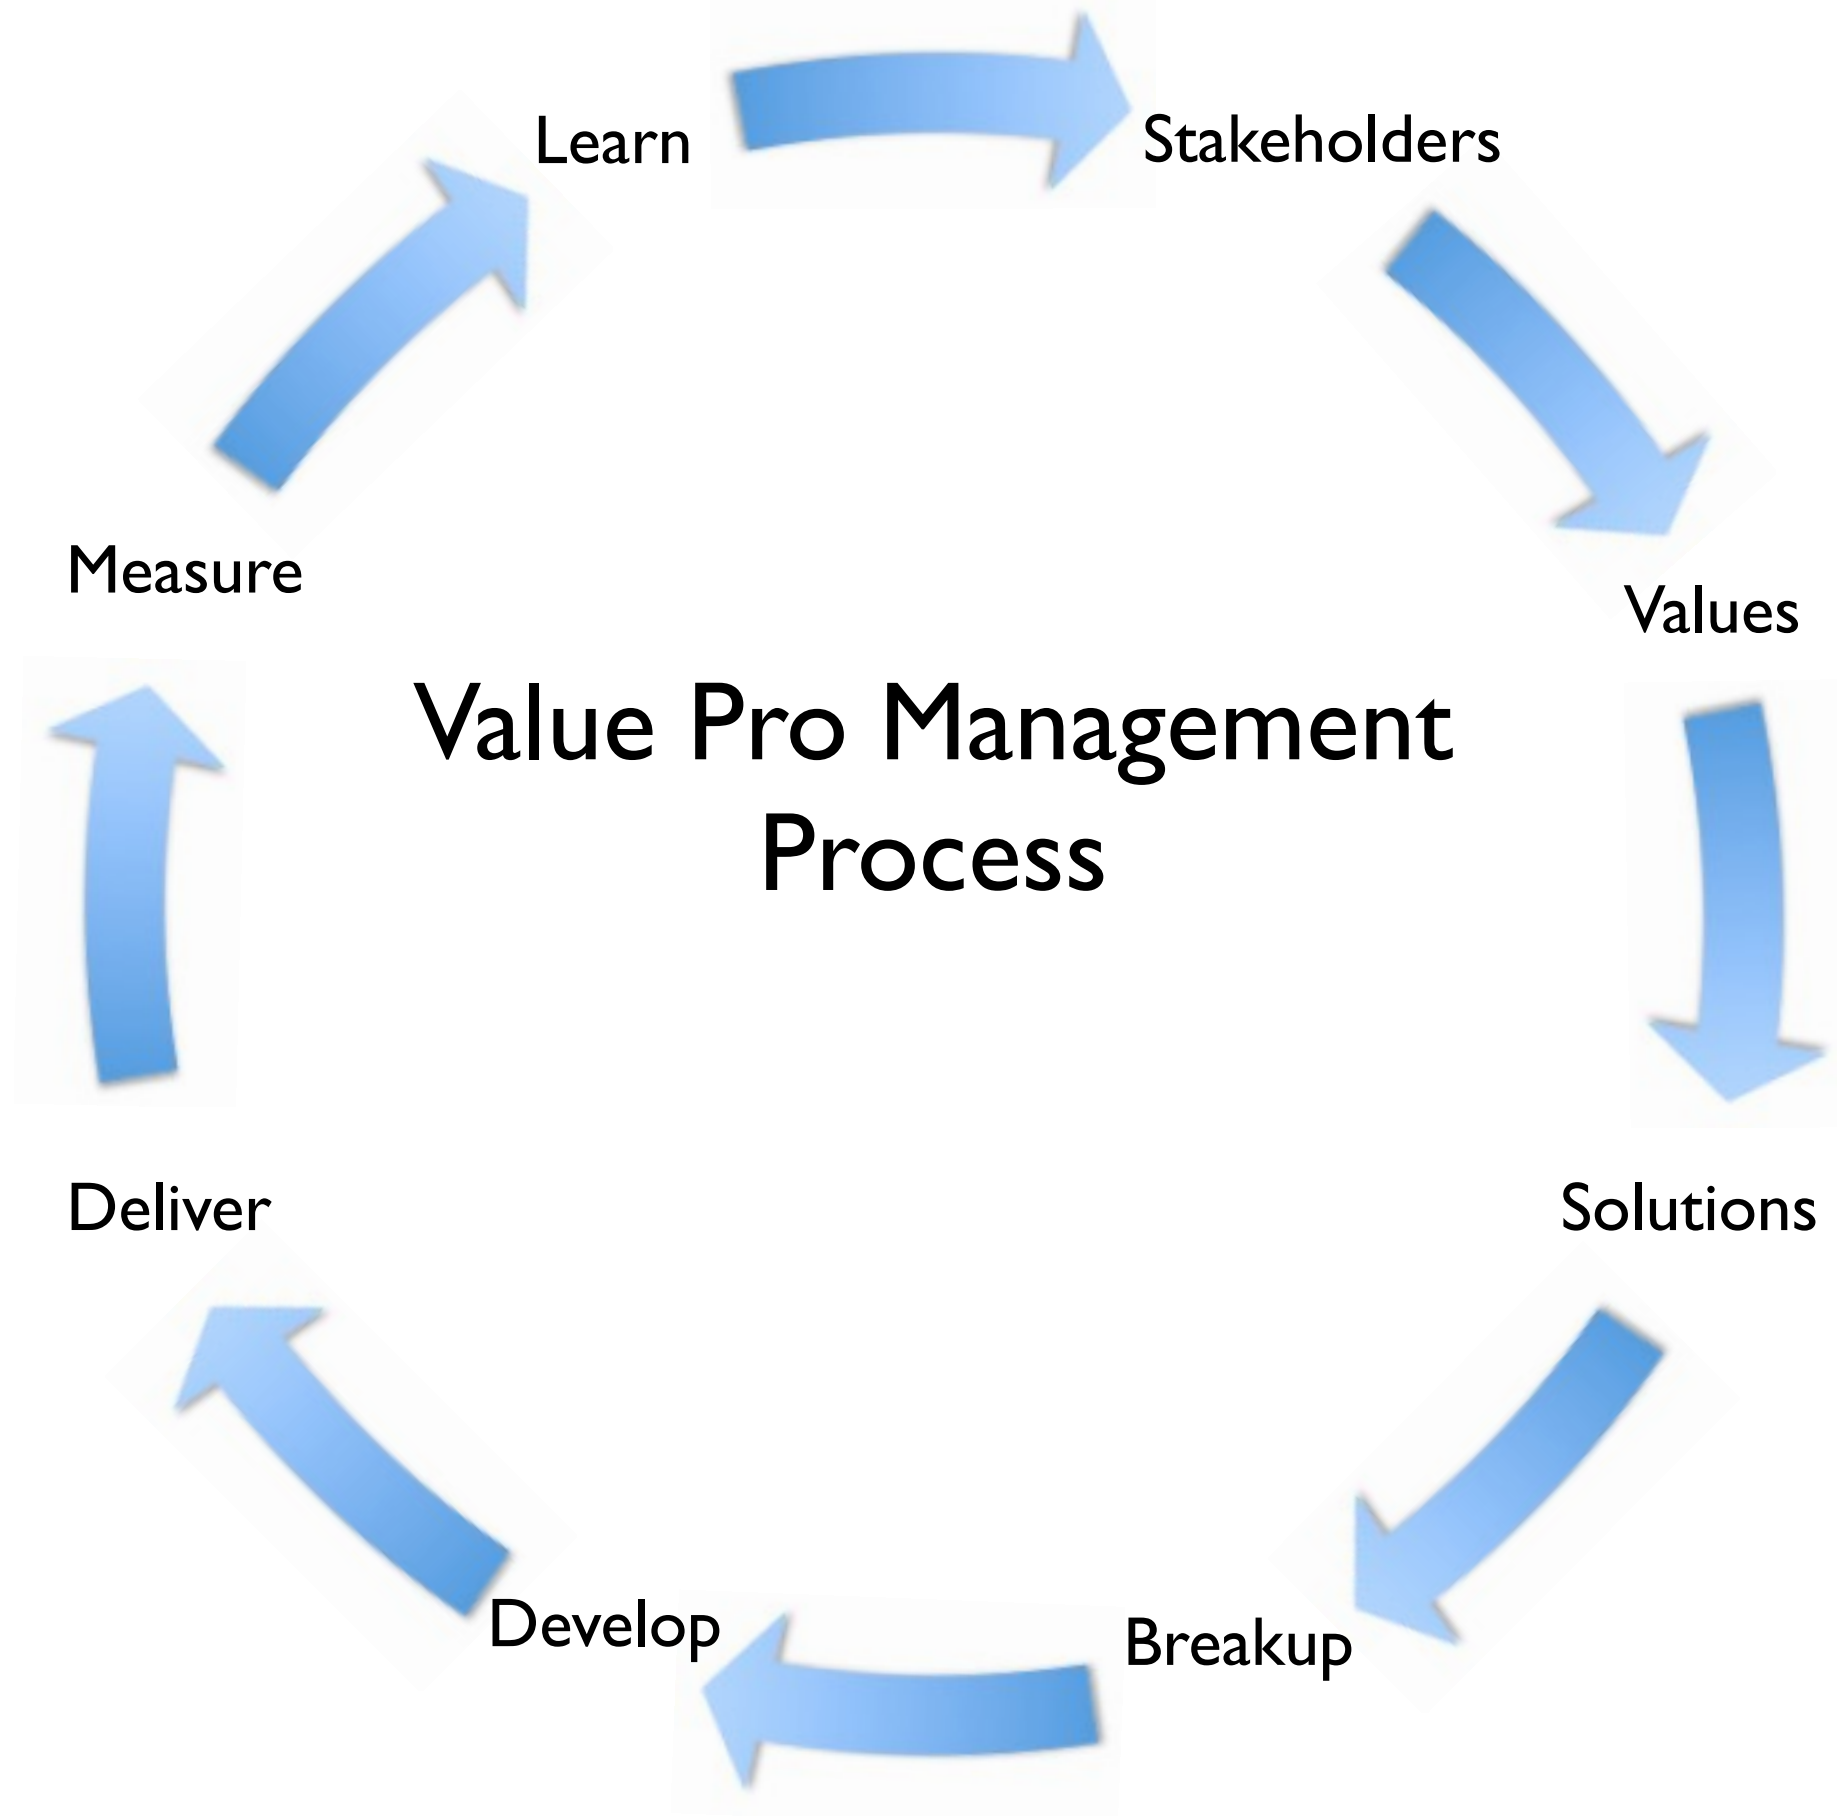 Learn
Stakeholders
Measure
Values
Value Pro Management
Process
Deliver
Solutions
Develop
Breakup